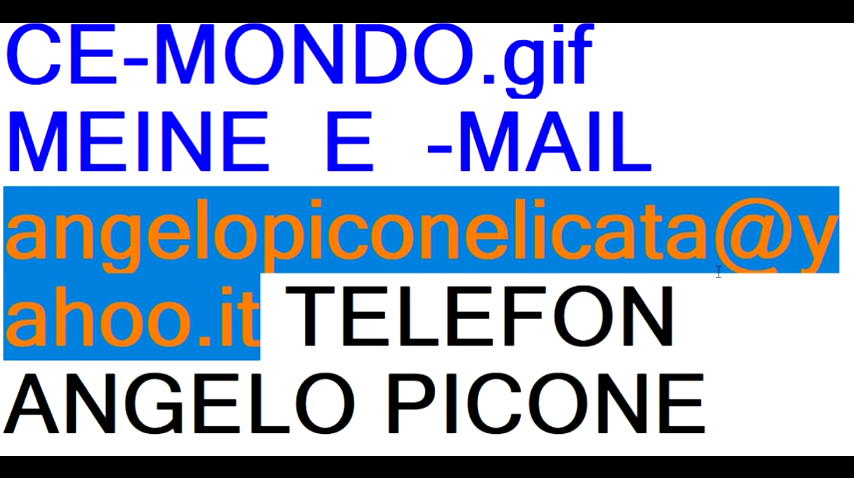 CE-MONDO.gif
MEINE E -MAIL
angelopiconelicata@y
ahoo.it TELEFON
ANGELO PICONE